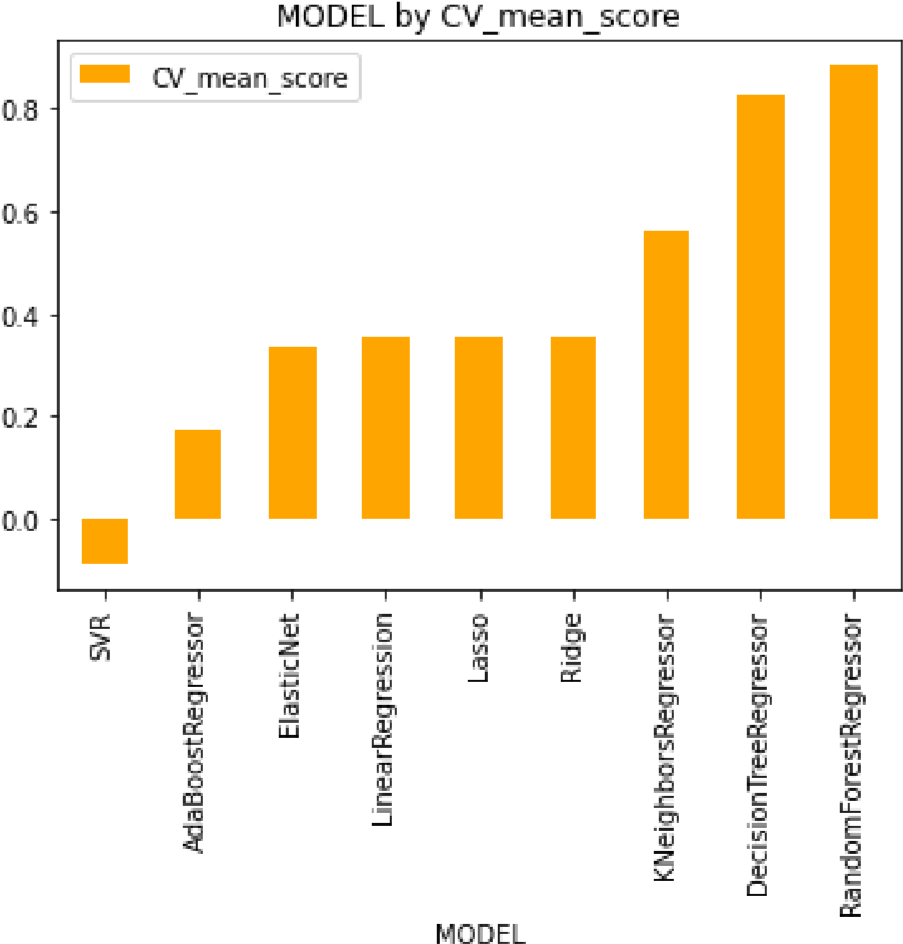 MODEL by CV_mean_score
CV_mean_score
0.8
0.6
0.4
0.2
0.0
SVR
AdaBoostRegressor
ElasticNet
LinearRegression
Lasso
Ridge
KNeighborsRegressor
DecisionTreeRegressor
RandomForestRegressor
MODEL